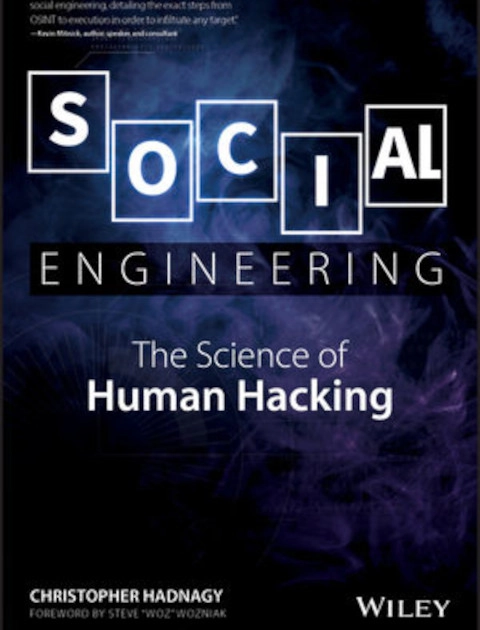 social engineering, detailing the exact steps from
OSINT to execution in order to infiltrate any target."
—Kevin Mitnick, author, speaker, and consultant
SOCIAL
ENGINEERING
The Science of
Human Hacking
CHRISTOPHER HADNAGY
FOREWORD BY STEVE "WOZ" WOZNIAK
WILEY